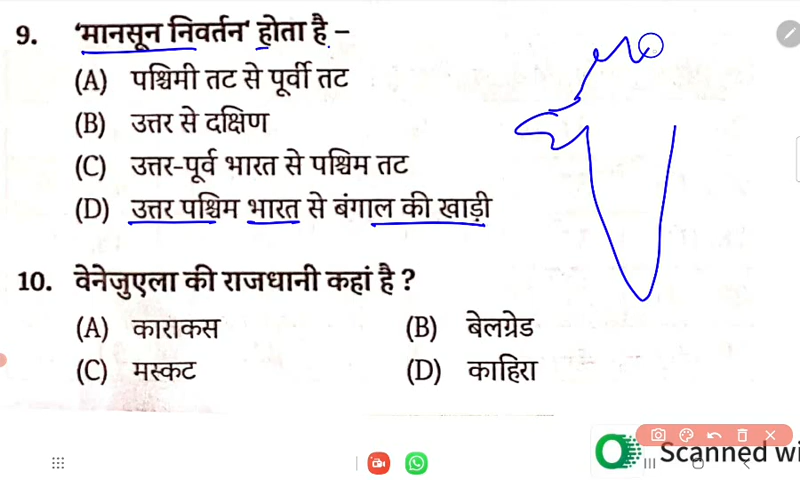 9. 'मानसून निवर्तन' होता है –
(A) पश्चिमी तट से पूर्वी तट
(B) उत्तर से दक्षिण
(C) उत्तर-पूर्व भारत से पश्चिम तट
(D) उत्तर पश्चिम भारत से बंगाल की खाड़ी
10. वेनेजुएला की राजधानी कहां है ?
(A) काराकस (B) बेलग्रेड
(C) मस्कट (D) काहिरा
Scanned wi